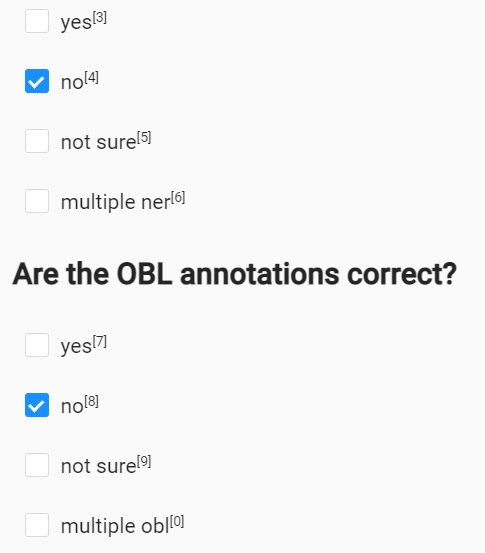 yes[3]
no[4]
not sure[5]
multiple ner[6]
Are the OBL annotations correct?
yes[7]
no[8]
not sure[9]
multiple obl[0]